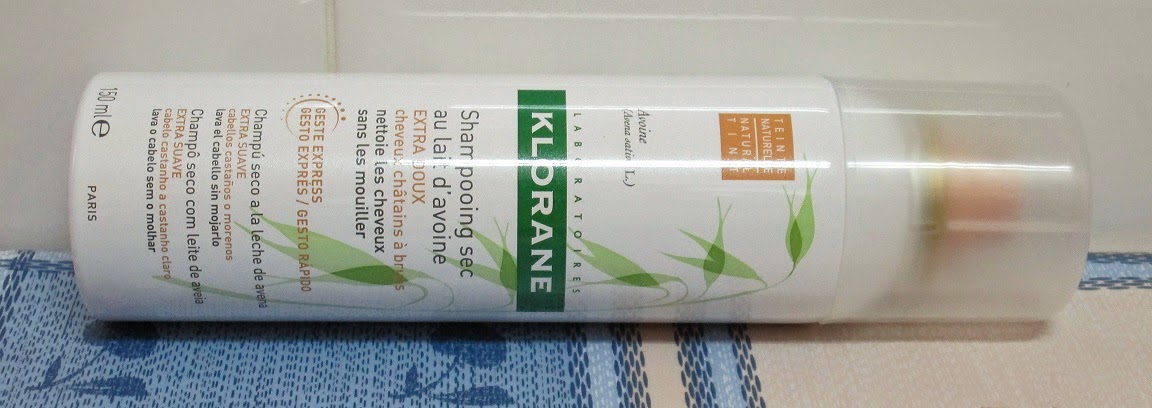 TEINTE
NATURELLE
NATURAL
TINT
Avoine
(Avena sativa L.)
LABORATOIRES
KLORANE
Shampooing sec
au lait d'avoine
EXTRA DOUX
cheveux châtains à bruns
nettoie les cheveux
sans les mouiller
GESTE EXPRESS
GESTO EXPRÉS / GESTO RÁPIDO
Champú seco a la leche de avena
EXTRA SUAVE
cabellos castaños o morenos
lava el cabello sin mojarlo
Champô seco com leite de aveia
EXTRA SUAVE
cabelo castanho a castanho claro
lava o cabelo sem o molhar
150 ml e
PARIS